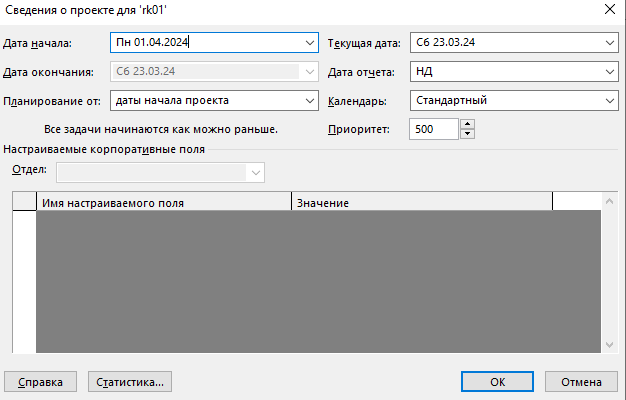 Сведения о проекте для 'rk01'
Дата начала: Пн 01.04.2024 Текущая дата: Сб 23.03.24
Дата окончания: Сб 23.03.24 Дата отчета: НД
Планирование от: даты начала проекта Календарь: Стандартный
Все задачи начинаются как можно раньше. Приоритет: 500
Настраиваемые корпоративные поля
Отдел:
Имя настраиваемого поля Значение
Справка Статистика... ОК Отмена